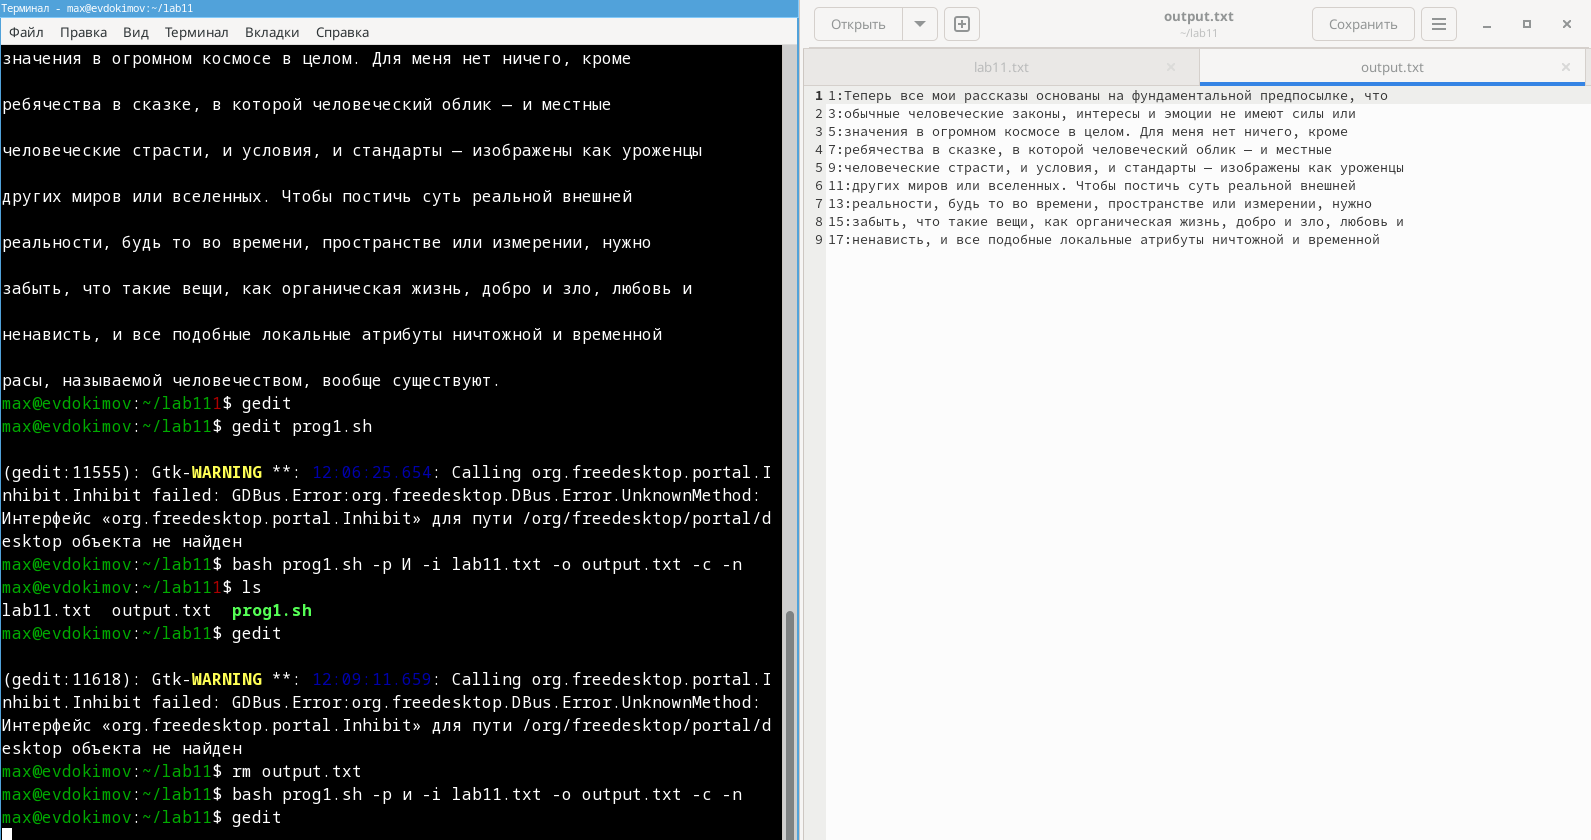 Терминал - max@evdokimov:~/lab11
Файл Правка Вид Терминал Вкладки Справка
значения в огромном космосе в целом. Для меня нет ничего, кроме
ребячества в сказке, в которой человеческий облик — и местные
человеческие страсти, и условия, и стандарты — изображены как уроженцы
других миров или вселенных. Чтобы постичь суть реальной внешней
реальности, будь то во времени, пространстве или измерении, нужно
забыть, что такие вещи, как органическая жизнь, добро и зло, любовь и
ненависть, и все подобные локальные атрибуты ничтожной и временной
расы, называемой человечеством, вообще существуют.
max@evdokimov:~/lab111$ gedit
max@evdokimov:~/lab11$ gedit prog1.sh
(gedit:11555): Gtk-WARNING **: 12:06:25.654: Calling org.freedesktop.portal.I
nhibit.Inhibit failed: GDBus.Error:org.freedesktop.DBus.Error.UnknownMethod:
Интерфейс «org.freedesktop.portal.Inhibit» для пути /org/freedesktop/portal/d
esktop объекта не найден
max@evdokimov:~/lab11$ bash prog1.sh -p И -i lab11.txt -o output.txt -c -n
max@evdokimov:~/lab111$ ls
lab11.txt output.txt prog1.sh
max@evdokimov:~/lab11$ gedit
(gedit:11618): Gtk-WARNING **: 12:09:11.659: Calling org.freedesktop.portal.I
nhibit.Inhibit failed: GDBus.Error:org.freedesktop.DBus.Error.UnknownMethod:
Интерфейс «org.freedesktop.portal.Inhibit» для пути /org/freedesktop/portal/d
esktop объекта не найден
max@evdokimov:~/lab11$ rm output.txt
max@evdokimov:~/lab11$ bash prog1.sh -p и -i lab11.txt -o output.txt -c -n
max@evdokimov:~/lab11$ gedit
Открыть
output.txt
~/lab11
Сохранить
lab11.txt
output.txt
1 1:Теперь все мои рассказы основаны на фундаментальной предпосылке, что
2 3:обычные человеческие законы, интересы и эмоции не имеют силы или
3 5:значения в огромном космосе в целом. Для меня нет ничего, кроме
4 7:ребячества в сказке, в которой человеческий облик — и местные
5 9:человеческие страсти, и условия, и стандарты — изображены как уроженцы
6 11:других миров или вселенных. Чтобы постичь суть реальной внешней
7 13:реальности, будь то во времени, пространстве или измерении, нужно
8 15:забыть, что такие вещи, как органическая жизнь, добро и зло, любовь и
9 17:ненависть, и все подобные локальные атрибуты ничтожной и временной